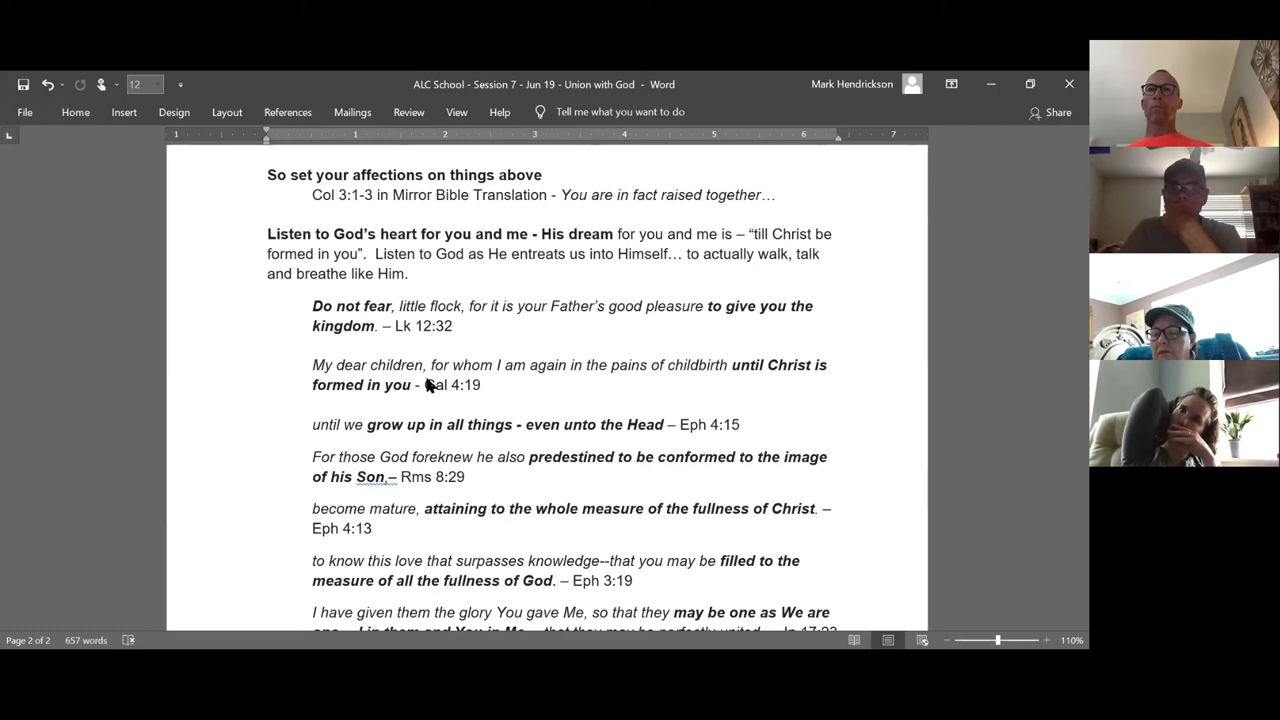 12
ALC School - Session 7 - Jun 19 - Union with God - Word
Mark Hendrickson
File Home Insert Design Layout References Mailings Review View Help Tell me what you want to do Share
1 1 2 3 4 5 6 7
So set your affections on things above
Col 3:1-3 in Mirror Bible Translation - You are in fact raised together…
Listen to God’s heart for you and me - His dream for you and me is – “till Christ be
formed in you”. Listen to God as He entreats us into Himself… to actually walk, talk
and breathe like Him.
Do not fear, little flock, for it is your Father’s good pleasure to give you the
kingdom. – Lk 12:32
My dear children, for whom I am again in the pains of childbirth until Christ is
formed in you - Gal 4:19
until we grow up in all things - even unto the Head – Eph 4:15
For those God foreknew he also predestined to be conformed to the image
of his Son,– Rms 8:29
become mature, attaining to the whole measure of the fullness of Christ. –
Eph 4:13
to know this love that surpasses knowledge--that you may be filled to the
measure of all the fullness of God. – Eph 3:19
I have given them the glory You gave Me, so that they may be one as We are
Page 2 of 2 657 words 110%